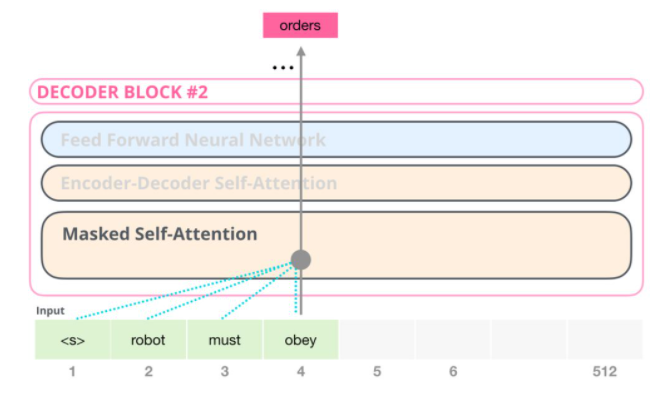 orders
...
DECODER BLOCK #2
Feed Forward Neural Network
Encoder-Decoder Self-Attention
Masked Self-Attention
Input
<s> robot must obey
1 2 3 4 5 6 512